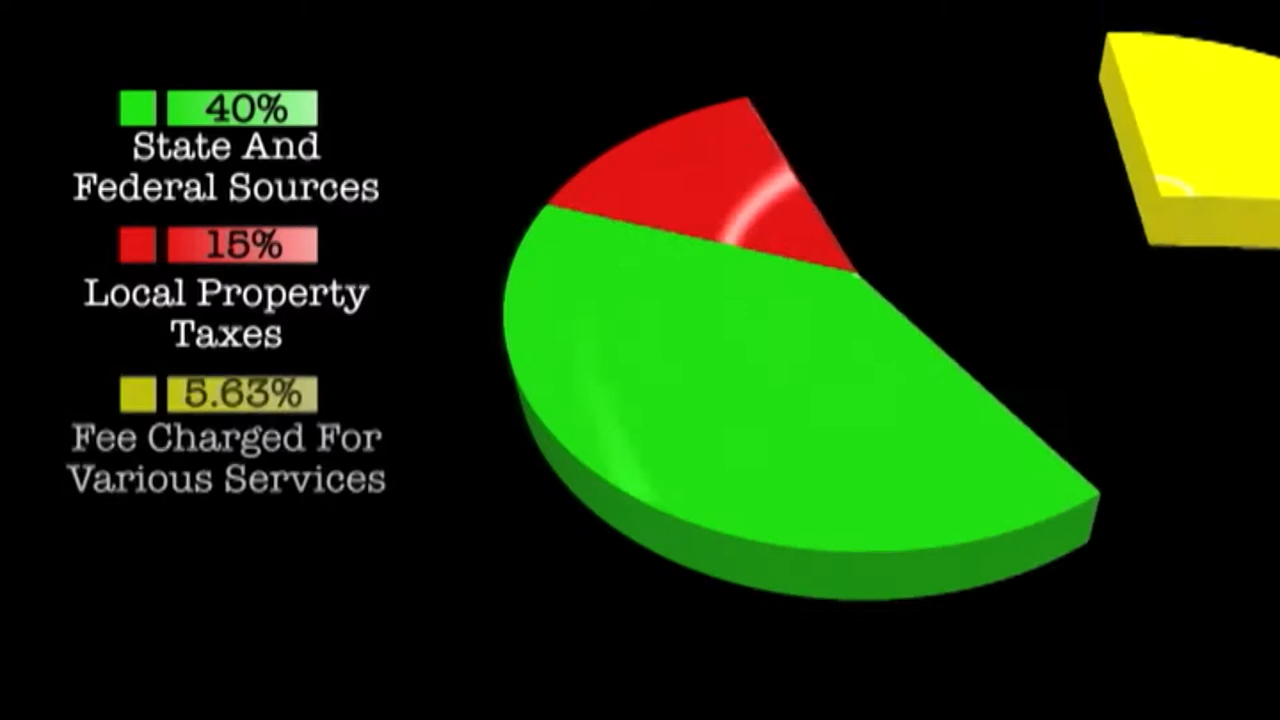 40%
State And
Federal Sources
15%
Local Property
Taxes
5.63%
Fee Charged For
Various Services